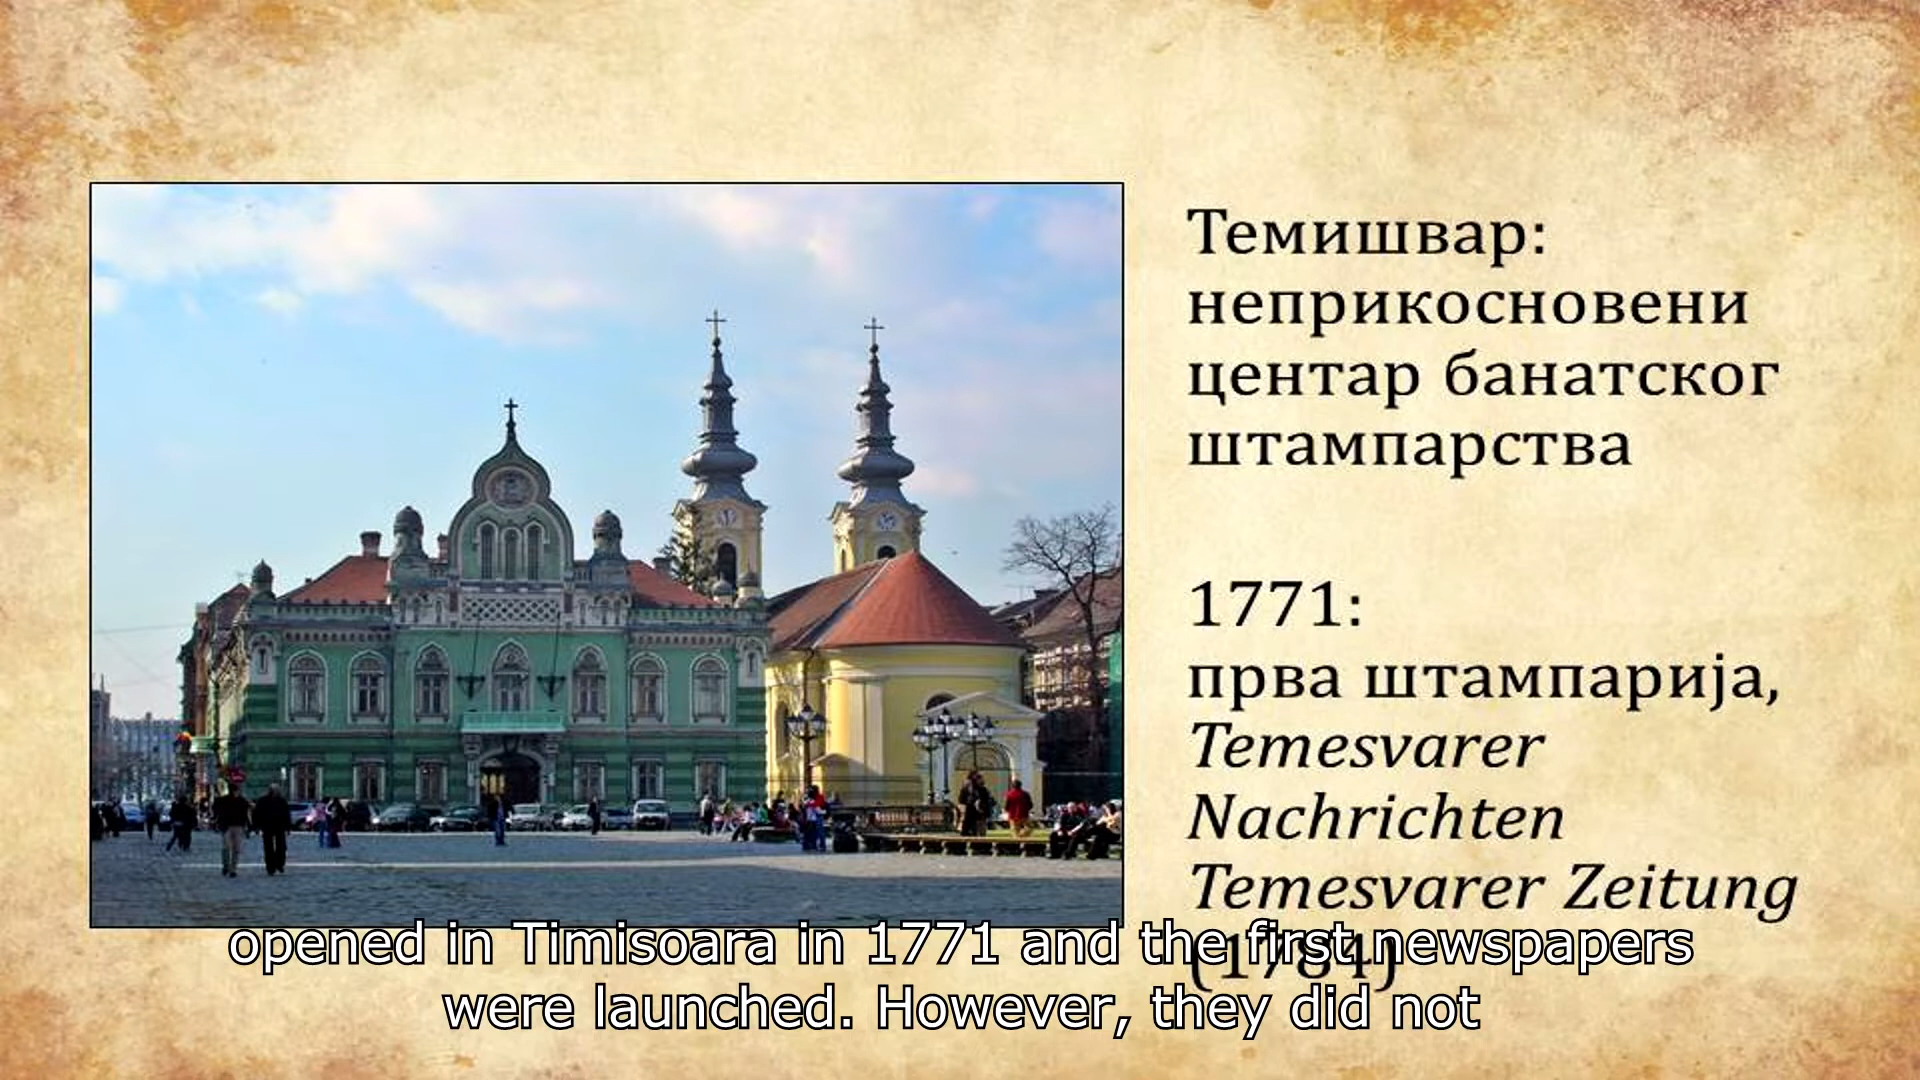 Темишвар:
неприкосновени
центар банатског
штампарства
1771:
прва штампарија,
Temesvarer
Nachrichten
Temesvarer Zeitung
(1784)
opened in Timisoara in 1771 and the first newspapers
were launched. However, they did not